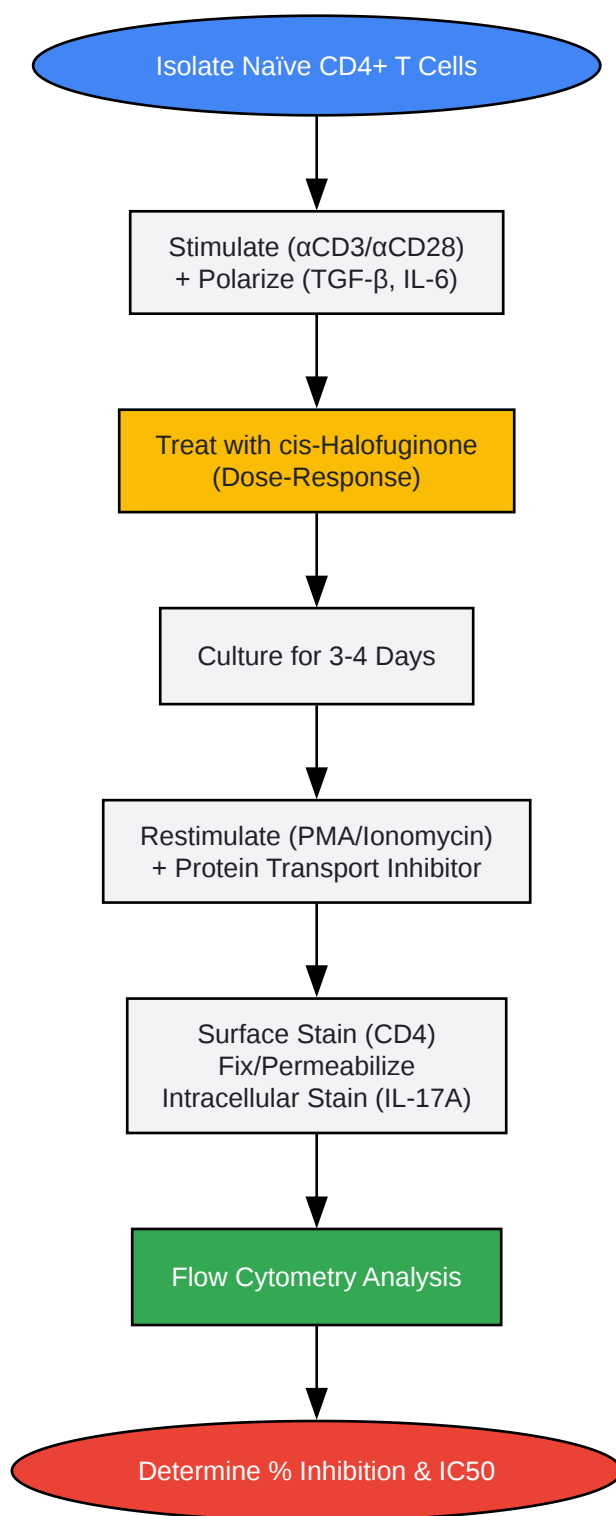 Isolate Naïve CD4+ T Cells
Stimulate (αCD3/αCD28)
+ Polarize (TGF-β, IL-6)
Treat with cis-Halofuginone
(Dose-Response)
Culture for 3-4 Days
Restimulate (PMA/Ionomycin)
+ Protein Transport Inhibitor
Surface Stain (CD4)
Fix/Permeabilize
Intracellular Stain (IL-17A)
Flow Cytometry Analysis
Determine % Inhibition & IC50